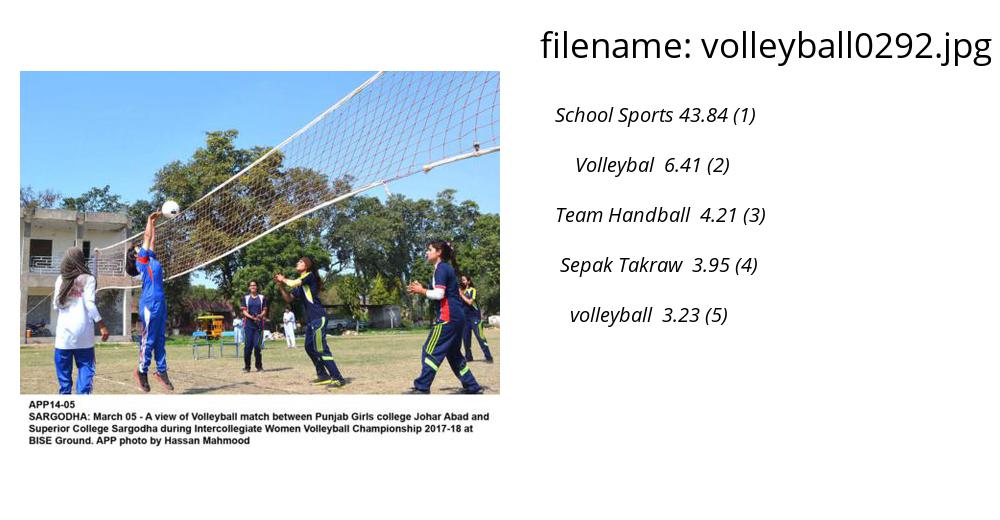 filename: volleyball0292.jpg
School Sports 43.84 (1)
Volleybal 6.41 (2)
Team Handball 4.21 (3)
Sepak Takraw 3.95 (4)
volleyball 3.23 (5)
APP14-05
SARGODHA: March 05 - A view of Volleyball match between Punjab Girls college Johar Abad and
Superior College Sargodha during Intercollegiate Women Volleyball Championship 2017-18 at
BISE Ground. APP photo by Hassan Mahmood